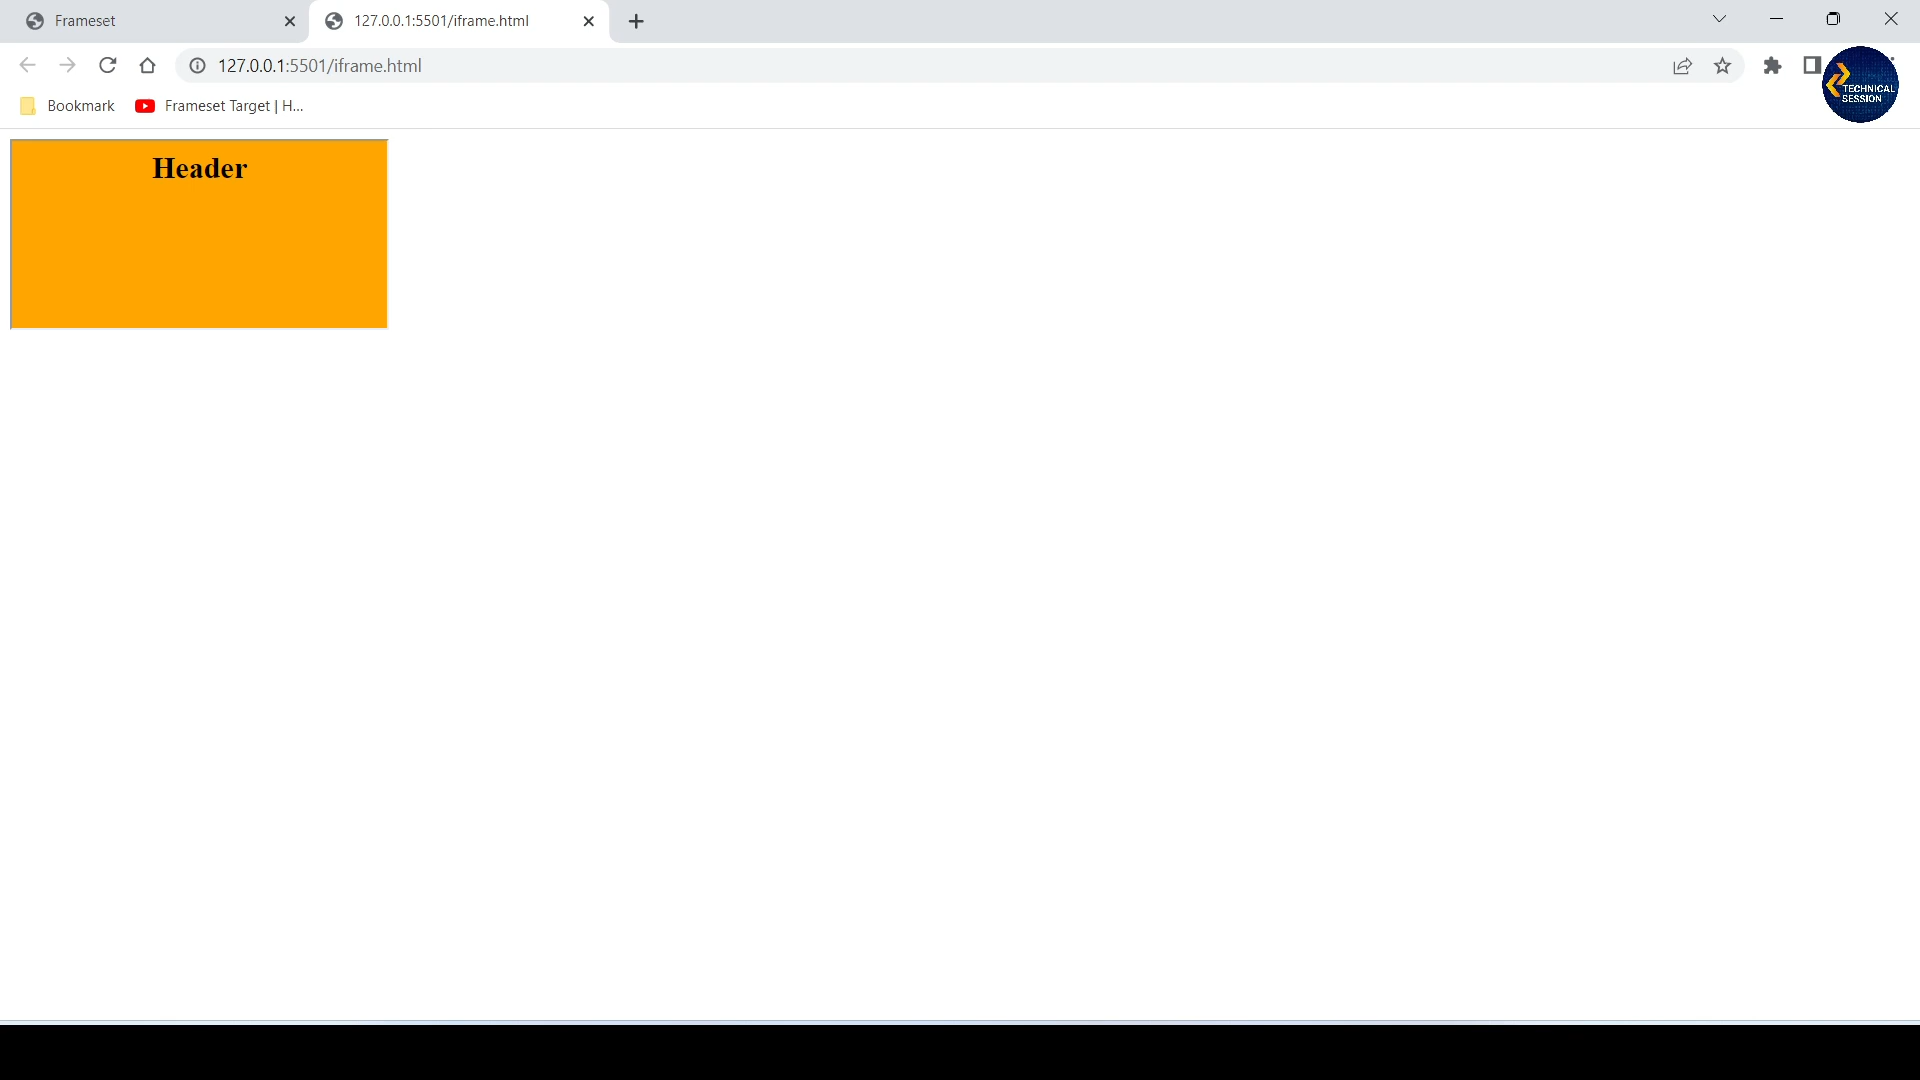 Frameset
127.0.0.1:5501/iframe.html
127.0.0.1:5501/iframe.html
Bookmark
Frameset Target | H...
TECHNICAL
SESSION
Header